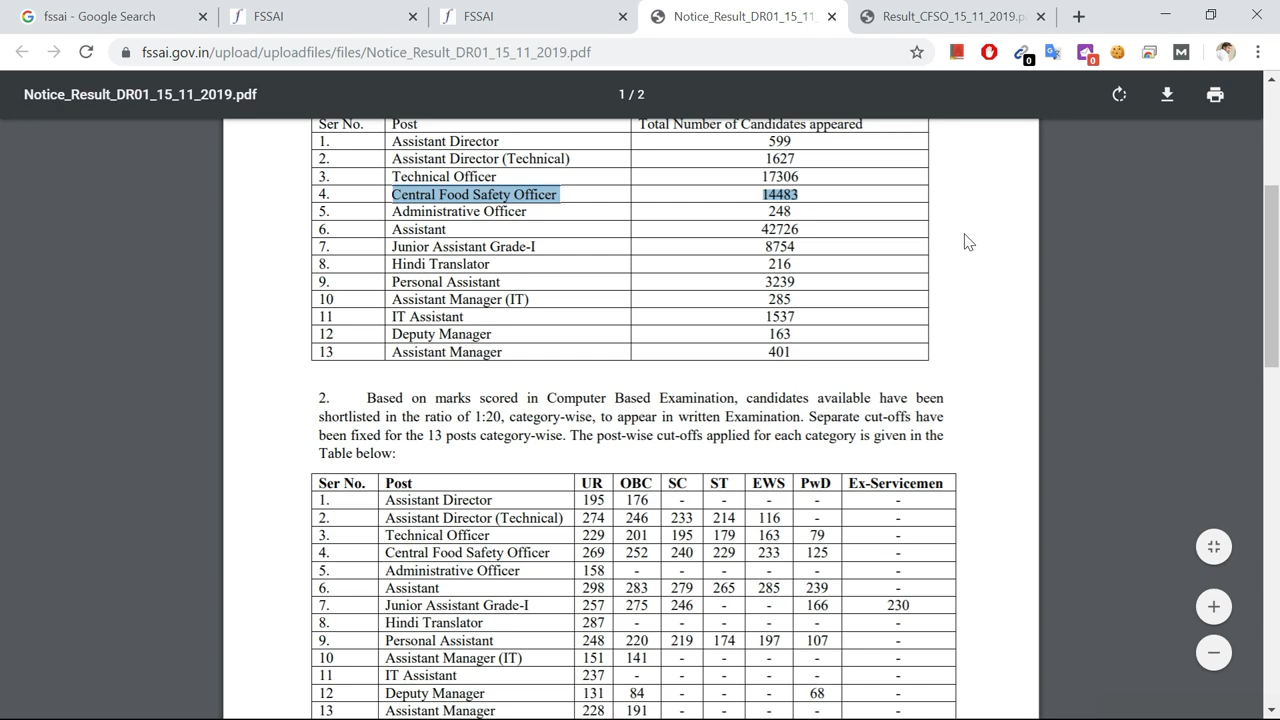 fssai - Google Search
FSSAI
FSSAI
Notice_Result_DR01_15_11_2019.p
Result_CFSO_15_11_2019.p
fssai.gov.in/upload/uploadfiles/files/Notice_Result_DR01_15_11_2019.pdf
0
0
M
Notice_Result_DR01_15_11_2019.pdf
1 / 2
Ser No. Post Total Number of Candidates appeared
1. Assistant Director 599
2. Assistant Director (Technical) 1627
3. Technical Officer 17306
4. Central Food Safety Officer 14483
5. Administrative Officer 248
6. Assistant 42726
7. Junior Assistant Grade-I 8754
8. Hindi Translator 216
9. Personal Assistant 3239
10 Assistant Manager (IT) 285
11 IT Assistant 1537
12 Deputy Manager 163
13 Assistant Manager 401
2. Based on marks scored in Computer Based Examination, candidates available have been
shortlisted in the ratio of 1:20, category-wise, to appear in written Examination. Separate cut-offs have
been fixed for the 13 posts category-wise. The post-wise cut-offs applied for each category is given in the
Table below:
Ser No. Post UR OBC SC ST EWS PwD Ex-Servicemen
1. Assistant Director 195 176 - - - - -
2. Assistant Director (Technical) 274 246 233 214 116 - -
3. Technical Officer 229 201 195 179 163 79 -
4. Central Food Safety Officer 269 252 240 229 233 125 -
5. Administrative Officer 158 - - - - - -
6. Assistant 298 283 279 265 285 239 -
7. Junior Assistant Grade-I 257 275 246 - - 166 230
8. Hindi Translator 287 - - - - - -
9. Personal Assistant 248 220 219 174 197 107 -
10 Assistant Manager (IT) 151 141 - - - - -
11 IT Assistant 237 - - - - - -
12 Deputy Manager 131 84 - - - 68 -
13 Assistant Manager 228 191 - - - - -